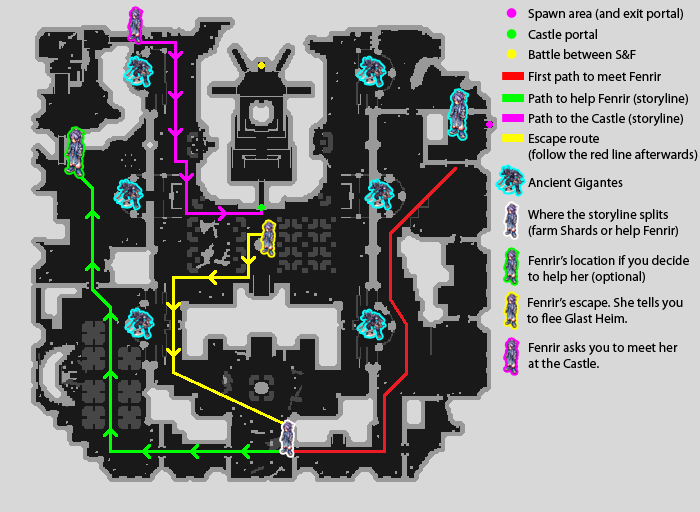 Spawn area (and exit portal)
Castle portal
Battle between S&F
First path to meet Fenrir
Path to help Fenrir (storyline)
Path to the Castle (storyline)
Escape route
(follow the red line afterwards)
Ancient Gigantes
Where the storyline splits
(farm Shards or help Fenrir)
Fenrir's location if you decide
to help her (optional)
Fenrir's escape. She tells you
to flee Glast Heim.
Fenrir asks you to meet her
at the Castle.